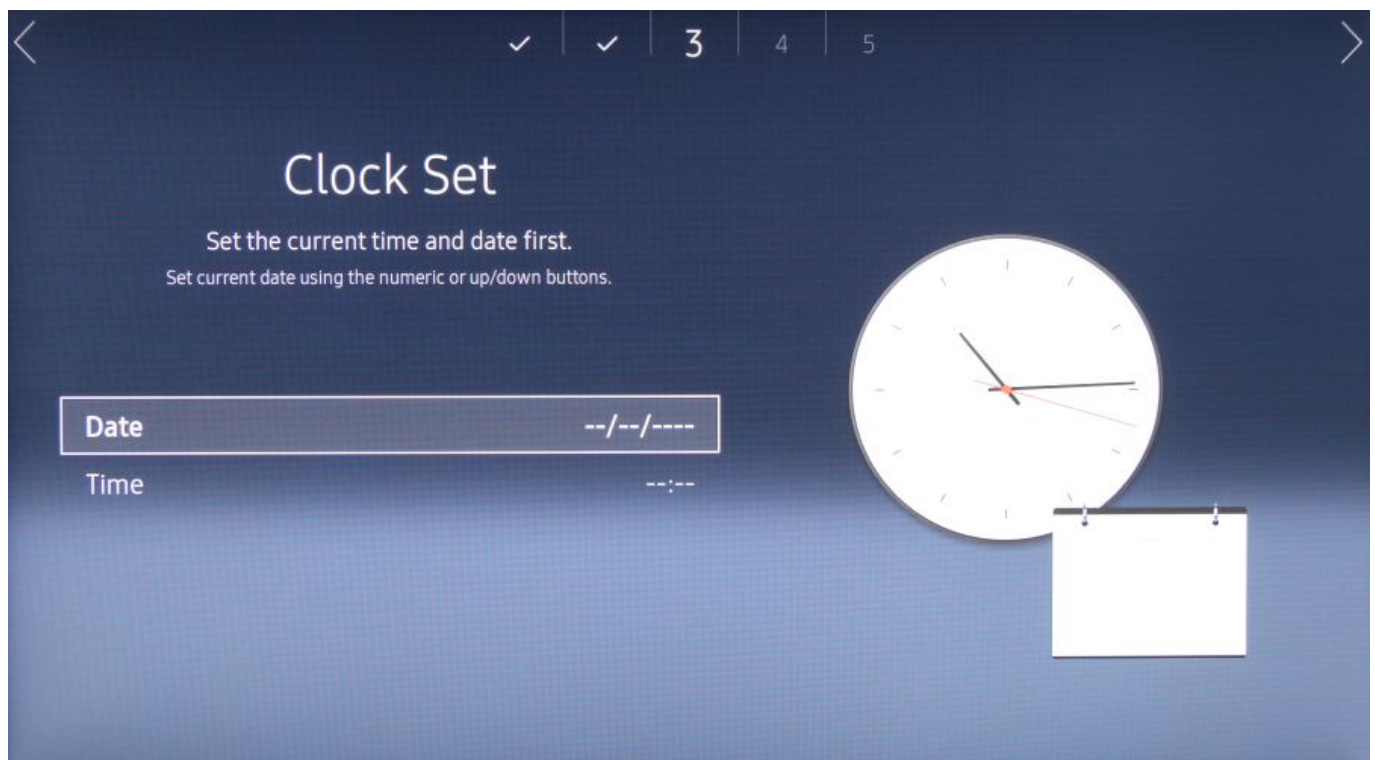 3 4 5
Clock Set
Set the current time and date first.
Set current date using the numeric or up/down buttons.
Date --/--/----
Time --:--